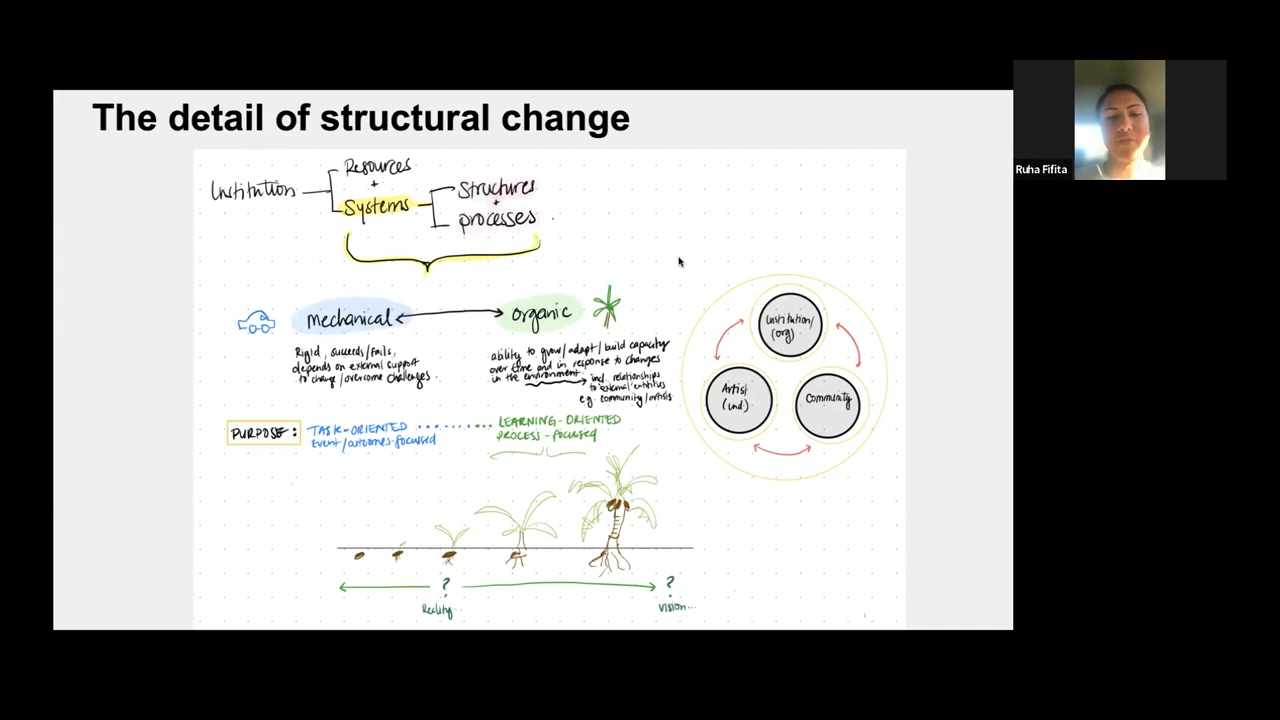 The detail of structural change
Ruha Fifita
Institution
Resources
+
Systems
Structures
+
processes
mechanical
organic
Rigid, succeeds/fails,
depends on external support
to change/overcome challenges.
ability to grow/adapt/build capacity
over time and in response to changes
in the environment
incl. relationships
to external entities
e.g. community/artists
PURPOSE:
TASK-ORIENTED
Event/outcomes-focused
LEARNING-ORIENTED
PROCESS-focused
Institution/
(org)
Artist
(ind)
Community
?
Reality...
?
Vision...